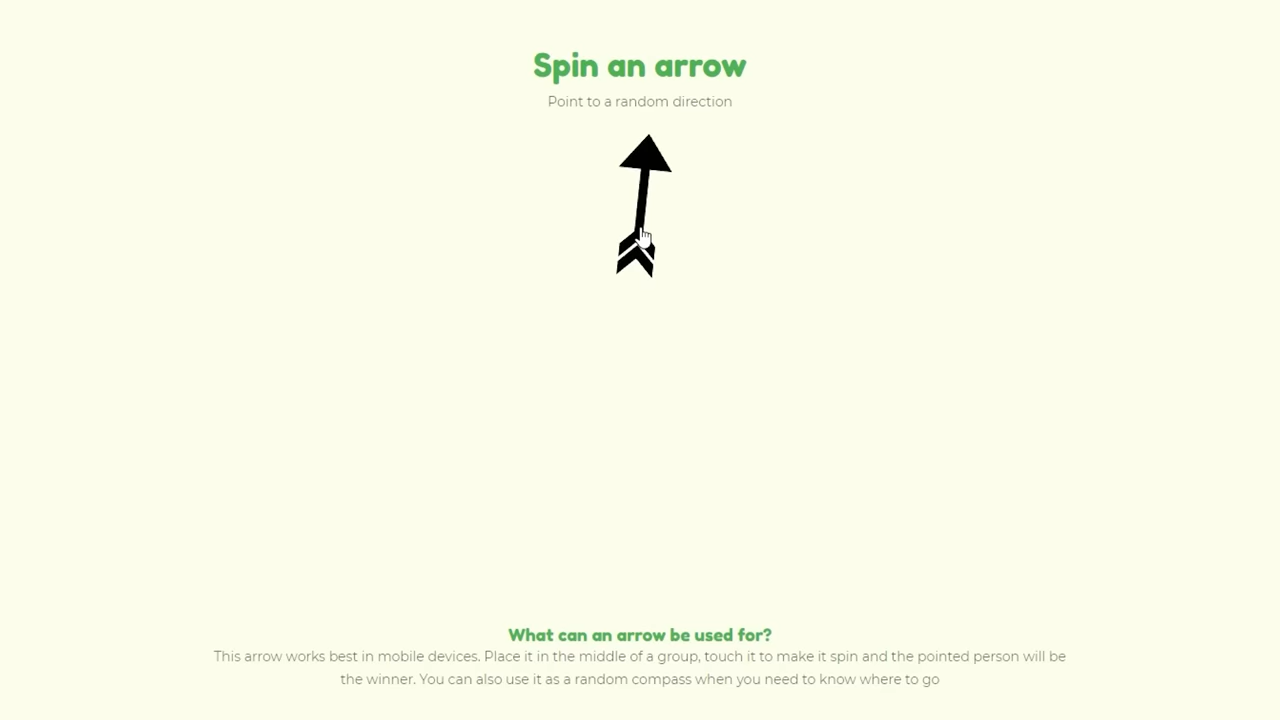 Spin an arrow
Point to a random direction
What can an arrow be used for?
This arrow works best in mobile devices. Place it in the middle of a group, touch it to make it spin and the pointed person will be
the winner. You can also use it as a random compass when you need to know where to go